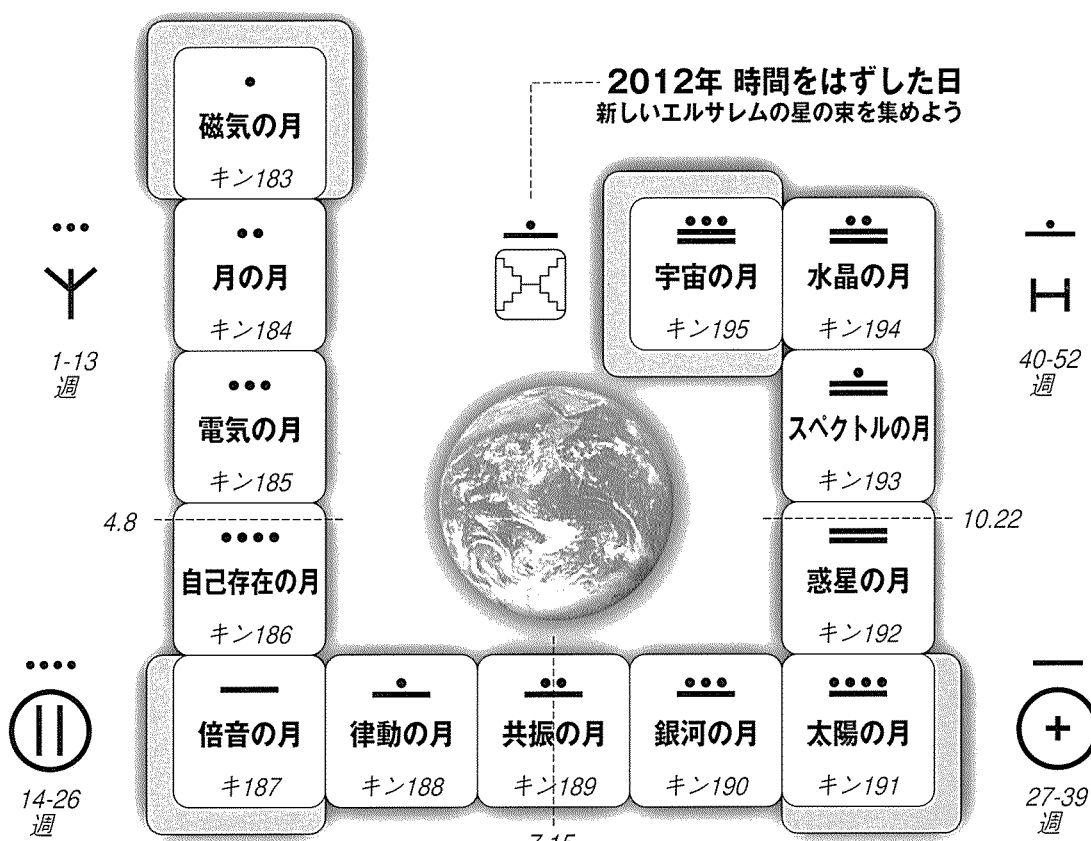 2012年 時間をはずした日
新しいエルサレムの星の束を集めよう
磁気の月
キン183
月の月
キン184
電気の月
キン185
自己存在の月
キン186
倍音の月
キ187
律動の月
キン188
共振の月
キン189
銀河の月
キン190
太陽の月
キン191
惑星の月
キン192
スペクトルの月
キン193
水晶の月
キン194
宇宙の月
キン195
1-13
週
14-26
週
27-39
週
40-52
週
4.8
10.22
7.15